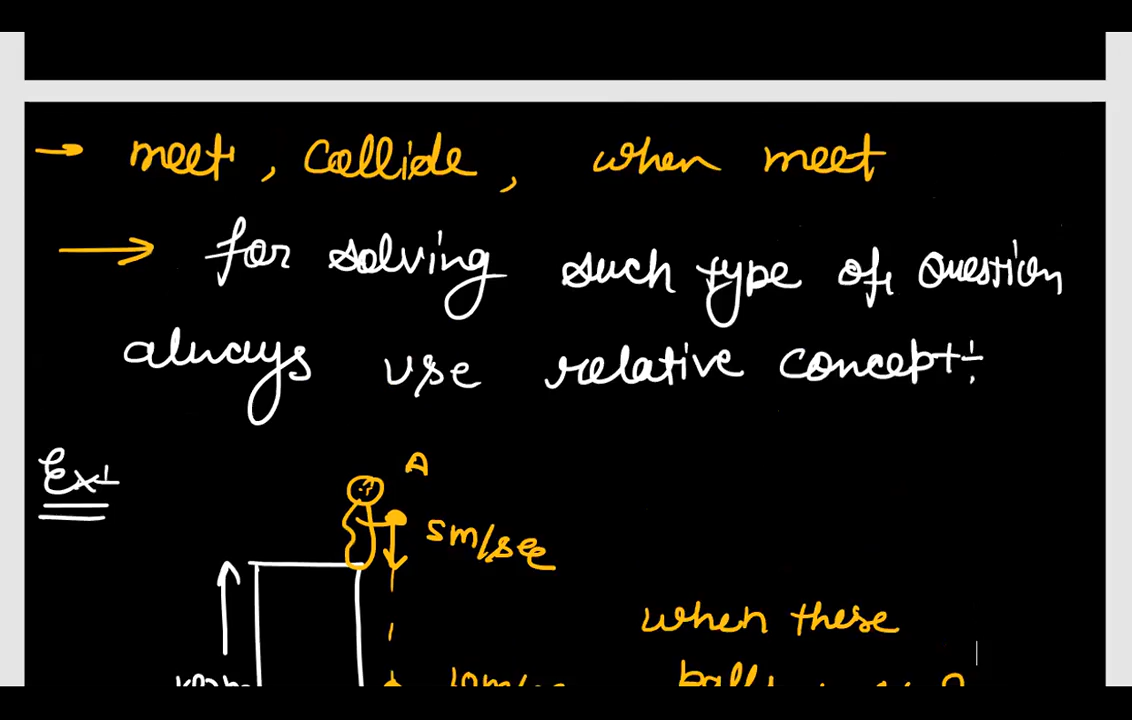 → meet, Collide, when meet
→ for solving such type of question
always use relative concept:
Ex:
A
5m/sec
when these